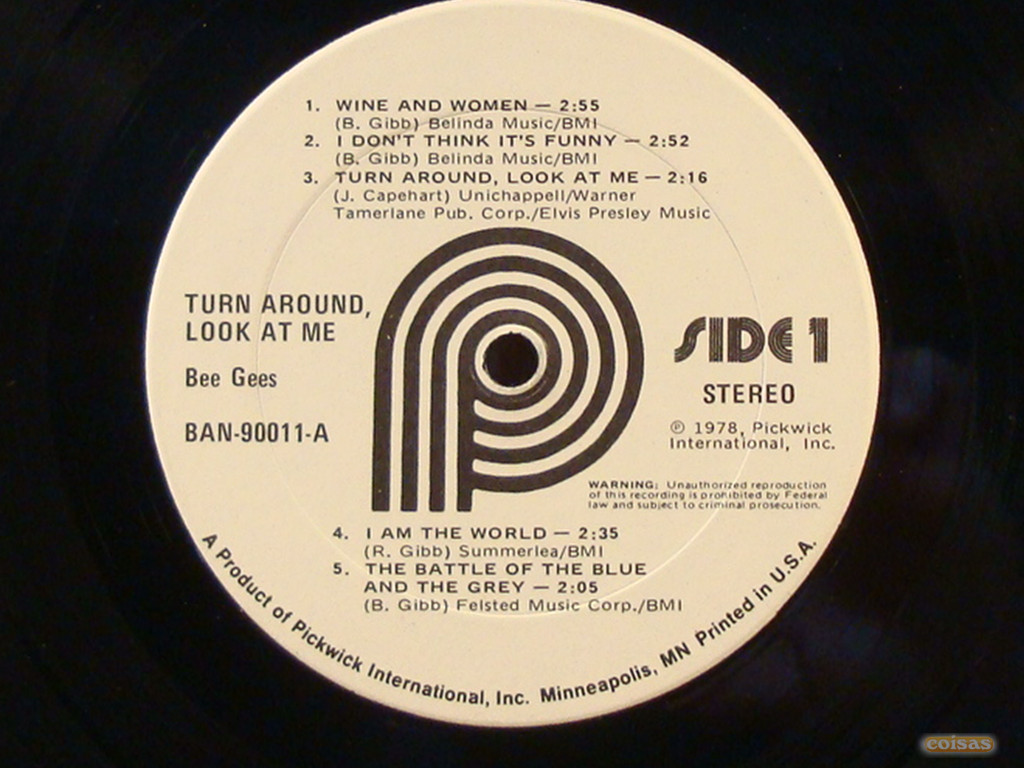 1. WINE AND WOMEN — 2:55
(B. Gibb) Belinda Music/BMI
2. I DON'T THINK IT'S FUNNY — 2:52
(B. Gibb) Belinda Music/BMI
3. TURN AROUND, LOOK AT ME — 2:16
(J. Capehart) Unichappell/Warner
Tamerlane Pub. Corp./Elvis Presley Music
TURN AROUND,
LOOK AT ME
Bee Gees
BAN-90011-A
SIDE 1
STEREO
℗ 1978, Pickwick
International, Inc.
WARNING: Unauthorized reproduction
of this recording is prohibited by Federal
law and subject to criminal prosecution.
4. I AM THE WORLD — 2:35
(R. Gibb) Summerlea/BMI
5. THE BATTLE OF THE BLUE
AND THE GREY — 2:05
(B. Gibb) Felsted Music Corp./BMI
A Product of Pickwick International, Inc. Minneapolis, MN Printed in U.S.A.
coisas